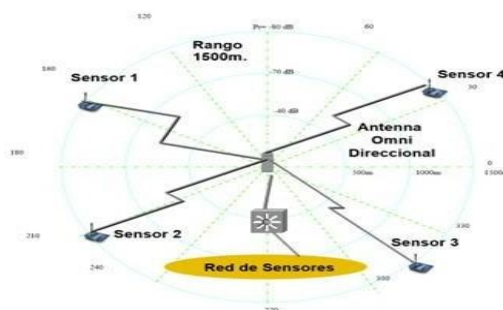 120
Pr= -80 dB
60
Rango
1500m.
-70 dB
Sensor 1
Sensor 4
30
-40 dB
Antenna
Omni
Direccional
180
0
500m
1000m
1500
210
Sensor 2
330
Sensor 3
240
300
Red de Sensores
270